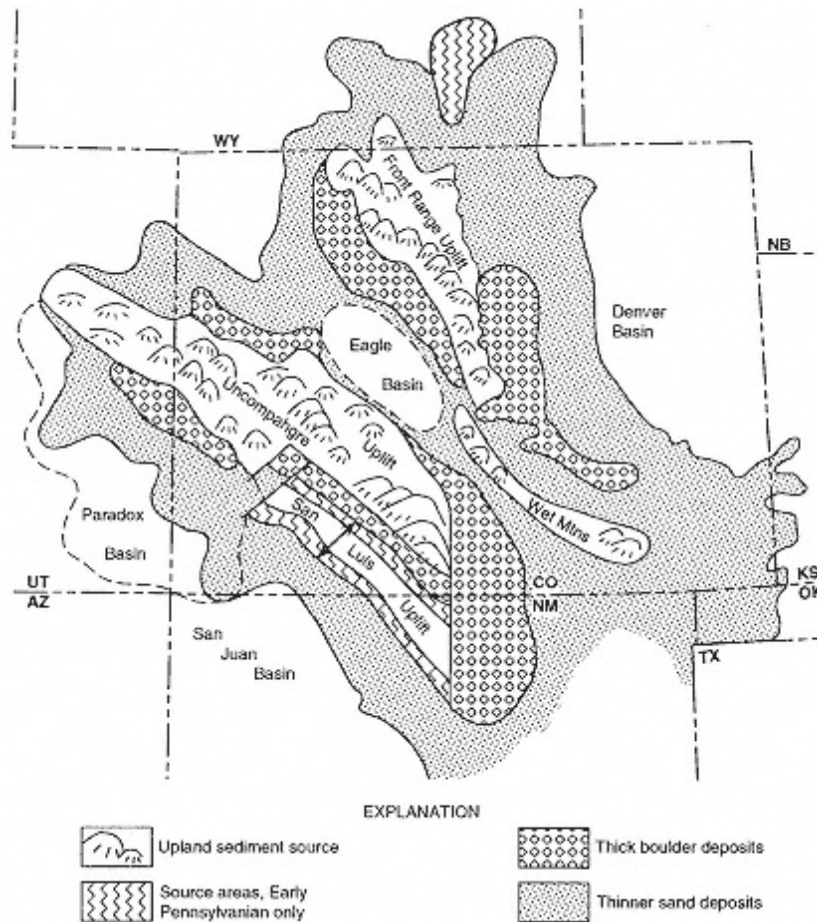 WY
Front Range Uplift
NB
Denver
Basin
Eagle
Basin
Uncompahgre
Uplift
San
Luis
Uplift
Wet Mtns
Paradox
Basin
UT
AZ
CO
NM
KS
OK
TX
San
Juan
Basin
EXPLANATION
Upland sediment source
Thick boulder deposits
Source areas, Early
Pennsylvanian only
Thinner sand deposits